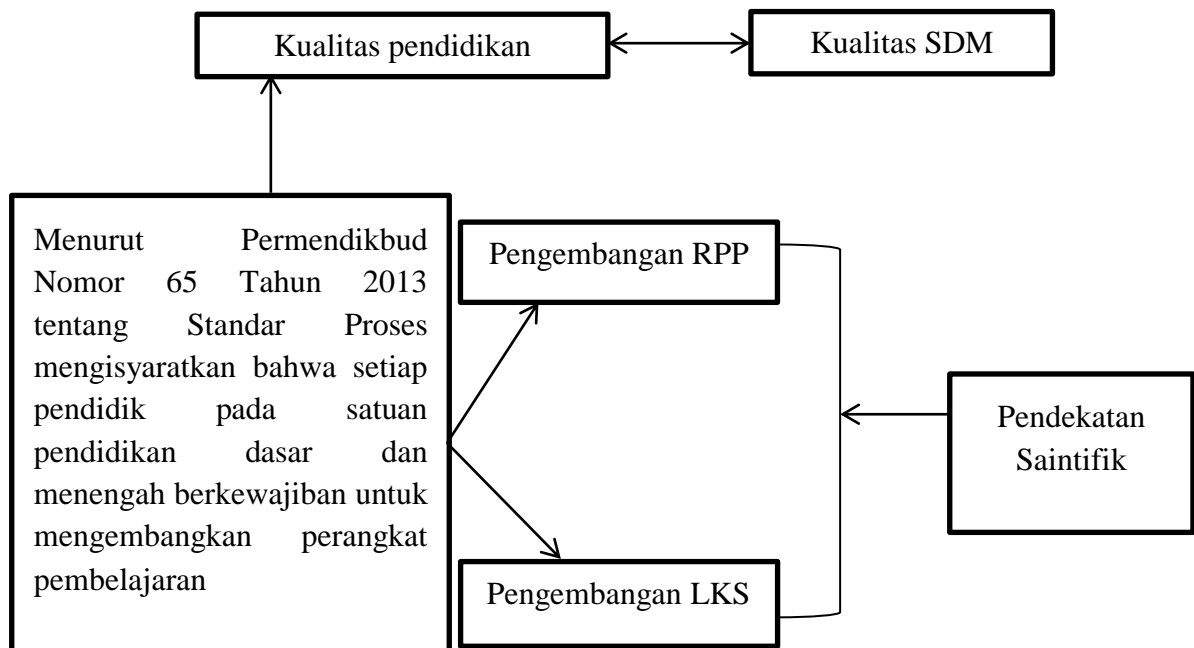 Kualitas pendidikan
Kualitas SDM
Menurut Permendikbud
Nomor 65 Tahun 2013
tentang Standar Proses
mengisyaratkan bahwa setiap
pendidik pada satuan
pendidikan dasar dan
menengah berkewajiban untuk
mengembangkan perangkat
pembelajaran
Pengembangan RPP
Pengembangan LKS
Pendekatan
Saintifik